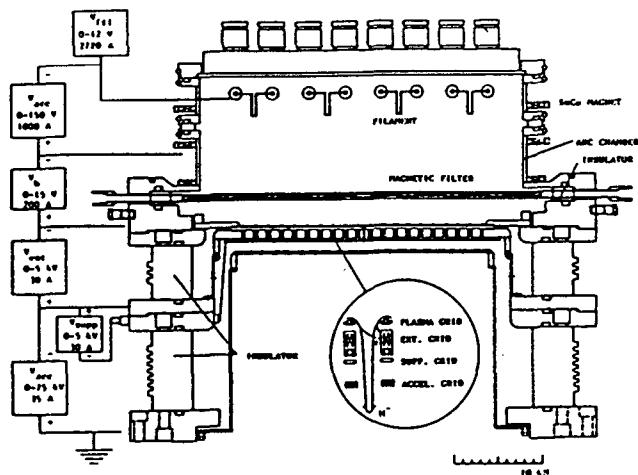 V fil
0-12 V
2720 A
V arc
0-150 V
V b
0-15 V
200 A
V ext
0-5 kV
30 A
V supp
0-5 kV
30 A
V acc
0-75 kV
FILAMENT
SmCo MAGNET
ARC CHAMBER
INSULATOR
MAGNETIC FILTER
INSULATOR
PLASMA GRID
EXT. GRID
SUPP. GRID
ACCEL. GRID
H⁻